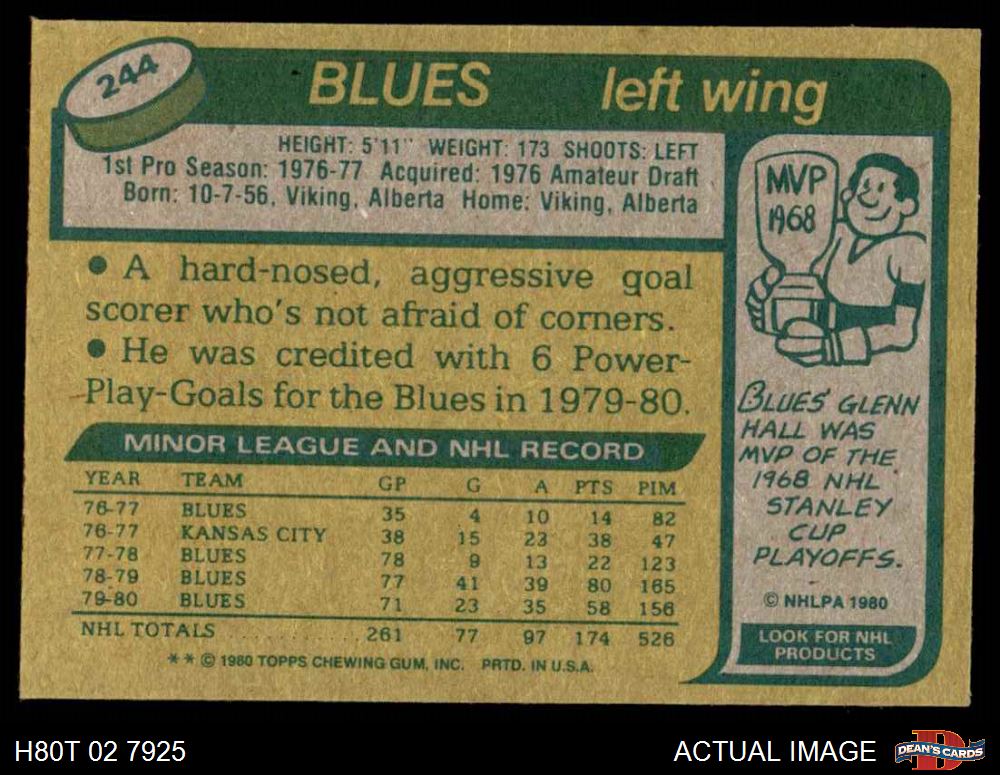 244
BLUES left wing
HEIGHT: 5'11" WEIGHT: 173 SHOOTS: LEFT
1st Pro Season: 1976-77 Acquired: 1976 Amateur Draft
Born: 10-7-56, Viking, Alberta Home: Viking, Alberta
• A hard-nosed, aggressive goal
scorer who's not afraid of corners.
• He was credited with 6 Power-
Play-Goals for the Blues in 1979-80.
MINOR LEAGUE AND NHL RECORD
YEAR TEAM GP G A PTS PIM
76-77 BLUES 35 4 10 14 82
76-77 KANSAS CITY 38 15 23 38 47
77-78 BLUES 78 9 13 22 123
78-79 BLUES 77 41 39 80 165
79-80 BLUES 71 23 35 58 156
NHL TOTALS 261 77 97 174 526
** © 1980 TOPPS CHEWING GUM, INC. PRTD. IN U.S.A.
MVP
1968
BLUES' GLENN
HALL WAS
MVP OF THE
1968 NHL
STANLEY
CUP
PLAYOFFS.
© NHLPA 1980
LOOK FOR NHL
PRODUCTS
H80T 02 7925
ACTUAL IMAGE
D
DEAN'S CARDS